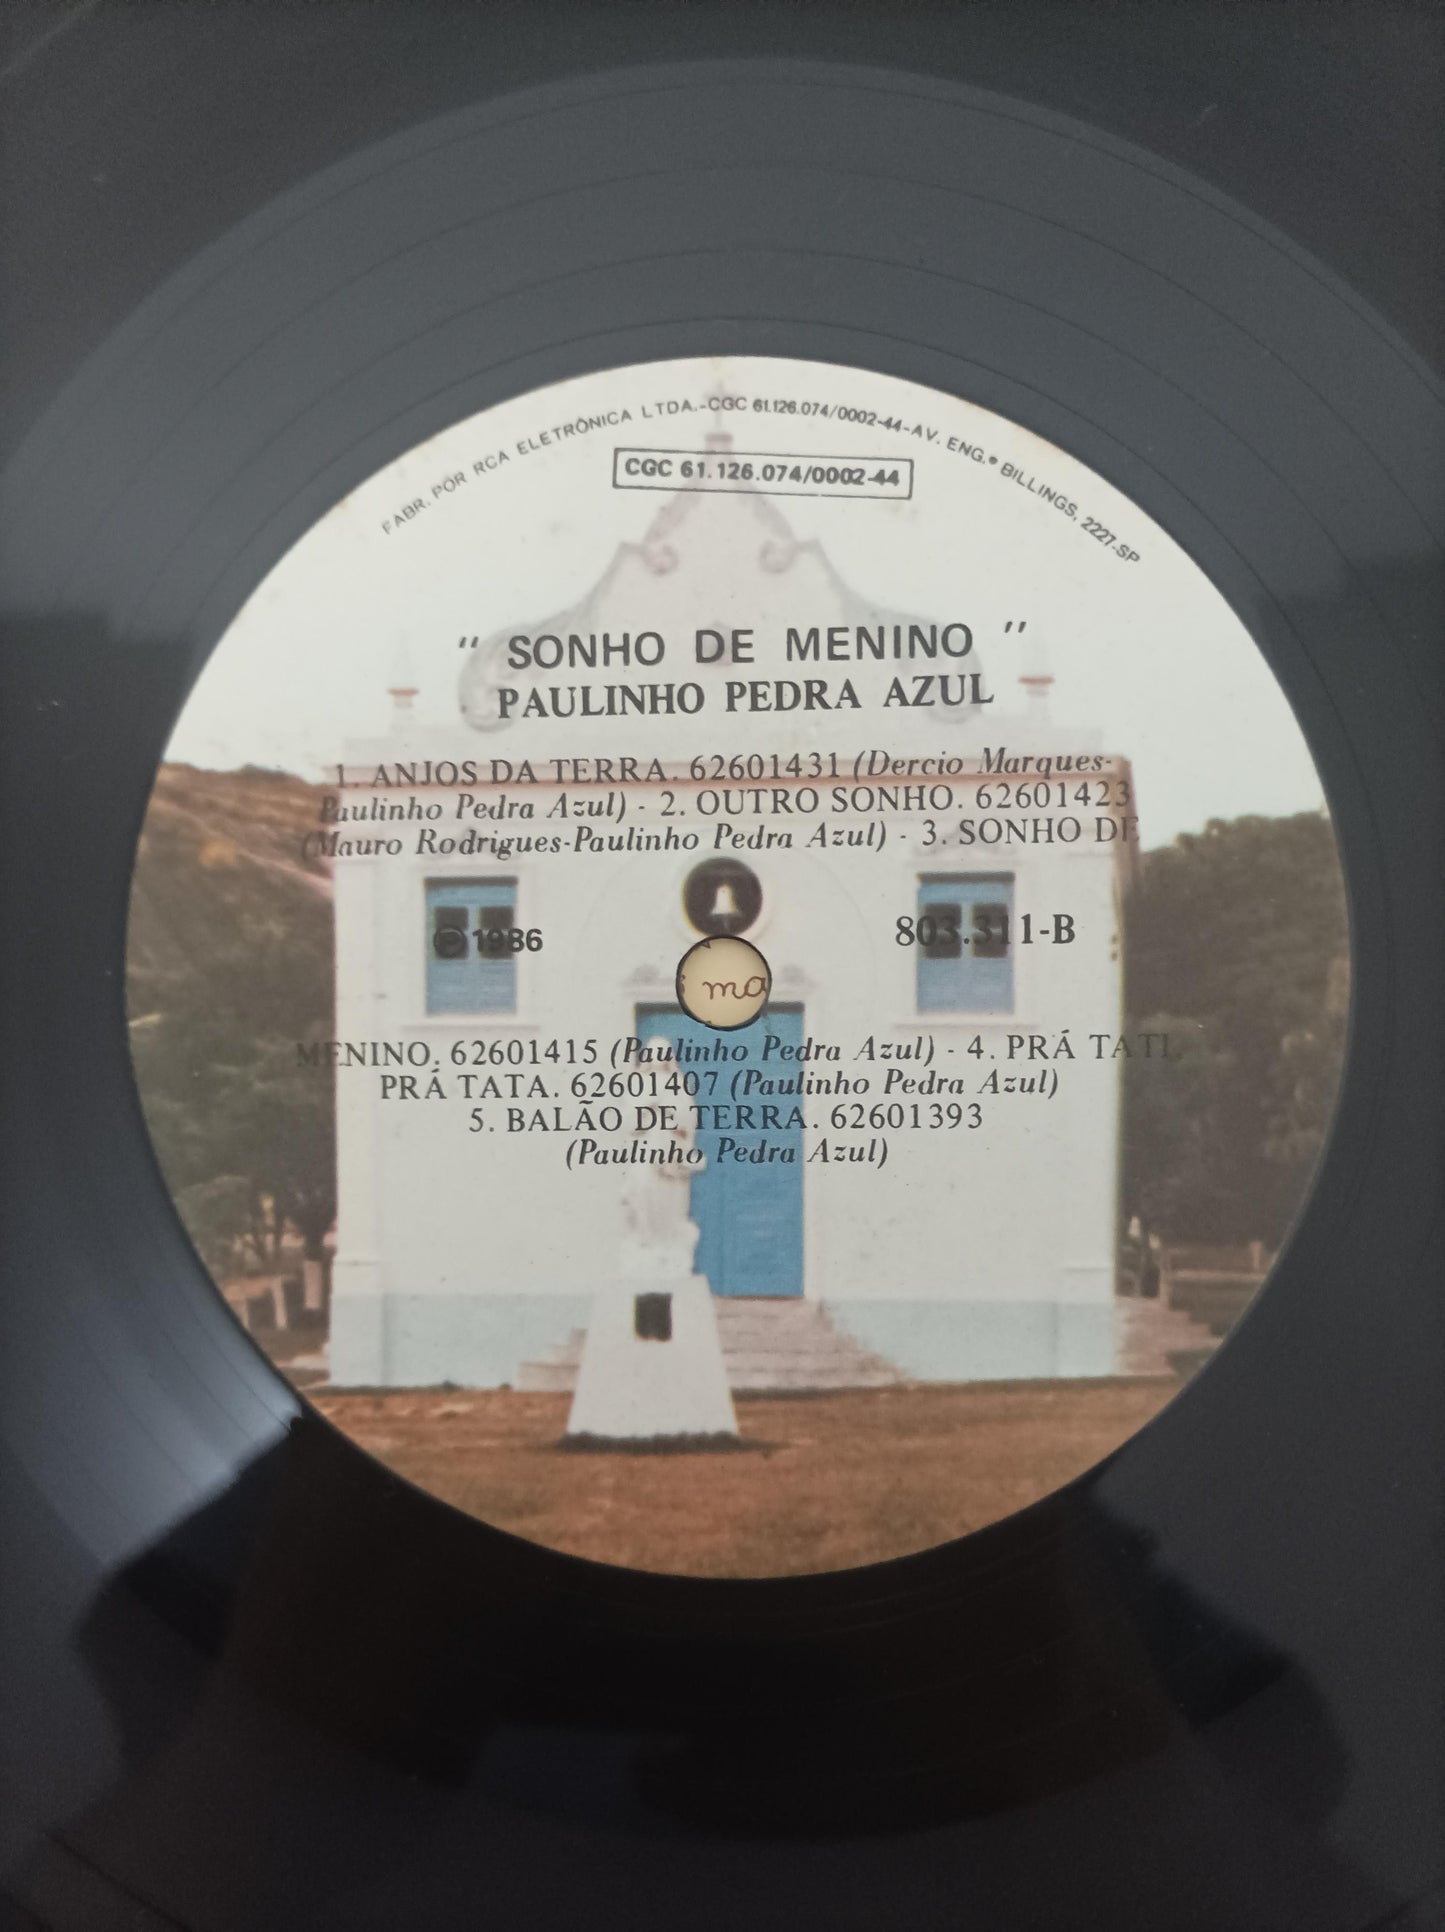 FABR. POR RCA ELETRÔNICA LTDA.-CGC 61.126.074/0002-44-AV. ENG.º BILLINGS, 2227-SP
CGC 61.126.074/0002-44
" SONHO DE MENINO "
PAULINHO PEDRA AZUL
1. ANJOS DA TERRA. 62601431 (Dercio Marques-
Paulinho Pedra Azul) - 2. OUTRO SONHO. 62601423
(Mauro Rodrigues-Paulinho Pedra Azul) - 3. SONHO DE
℗ 1986
803.311-B
ma
MENINO. 62601415 (Paulinho Pedra Azul) - 4. PRÁ TATI,
PRÁ TATA. 62601407 (Paulinho Pedra Azul)
5. BALÃO DE TERRA. 62601393
(Paulinho Pedra Azul)